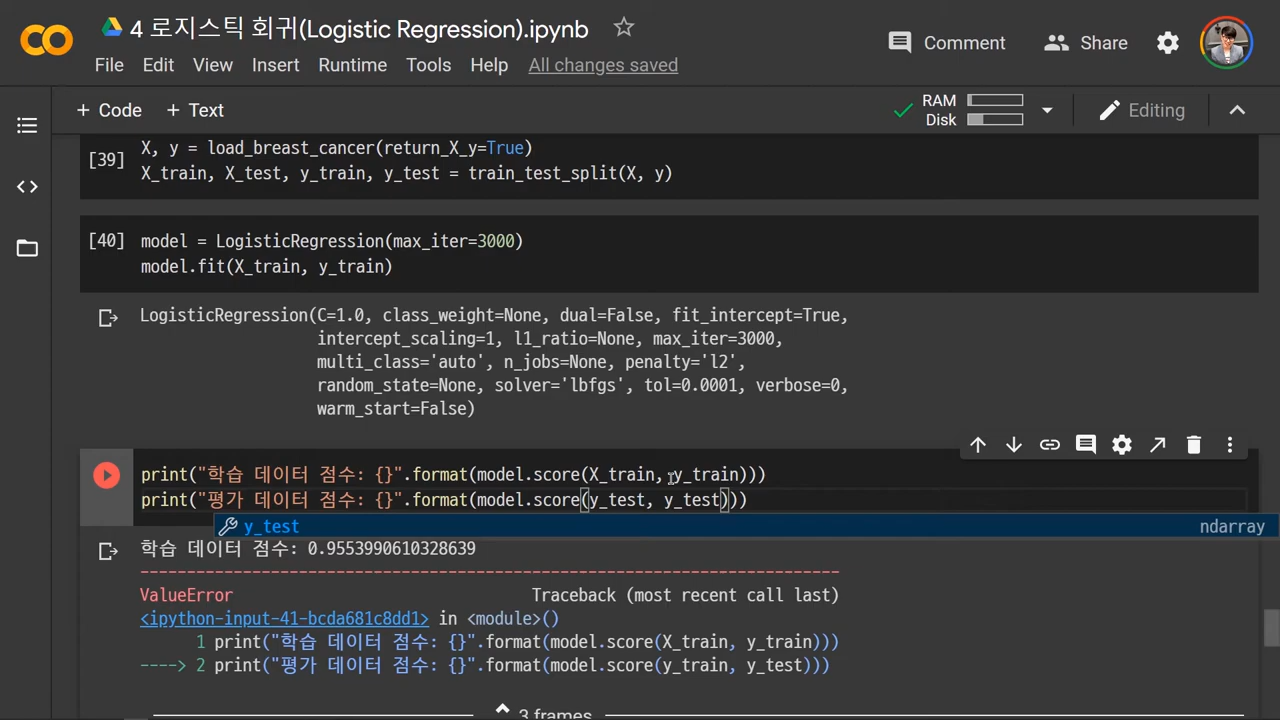 4 로지스틱 회귀(Logistic Regression).ipynb
Comment
Share
File Edit View Insert Runtime Tools Help All changes saved
+ Code + Text
RAM
Disk
Editing
[39]
X, y = load_breast_cancer(return_X_y=True)
X_train, X_test, y_train, y_test = train_test_split(X, y)
[40]
model = LogisticRegression(max_iter=3000)
model.fit(X_train, y_train)
LogisticRegression(C=1.0, class_weight=None, dual=False, fit_intercept=True,
intercept_scaling=1, l1_ratio=None, max_iter=3000,
multi_class='auto', n_jobs=None, penalty='l2',
random_state=None, solver='lbfgs', tol=0.0001, verbose=0,
warm_start=False)
print("학습 데이터 점수: {}".format(model.score(X_train, y_train)))
print("평가 데이터 점수: {}".format(model.score(y_test, y_test)))
y_test ndarray
학습 데이터 점수: 0.9553990610328639
ValueError Traceback (most recent call last)
<ipython-input-41-bcda681c8dd1> in <module>()
1 print("학습 데이터 점수: {}".format(model.score(X_train, y_train)))
----> 2 print("평가 데이터 점수: {}".format(model.score(y_train, y_test)))
3 frames